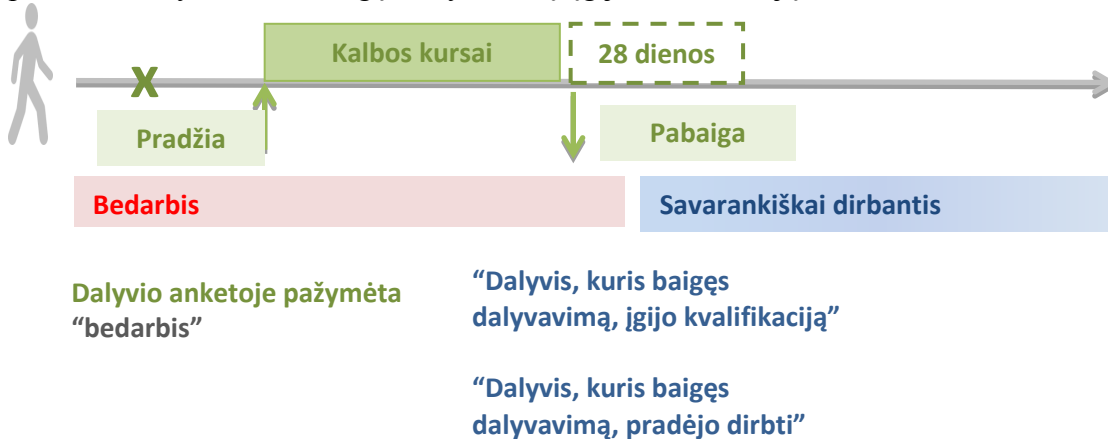 Kalbos kursai
28 dienos
X
Pradžia
Pabaiga
Bedarbis
Savarankiškai dirbantis
Dalyvio anketoje pažymėta
“bedarbis”
“Dalyvis, kuris baigęs
dalyvavimą, įgijo kvalifikaciją”
“Dalyvis, kuris baigęs
dalyvavimą, pradėjo dirbti”